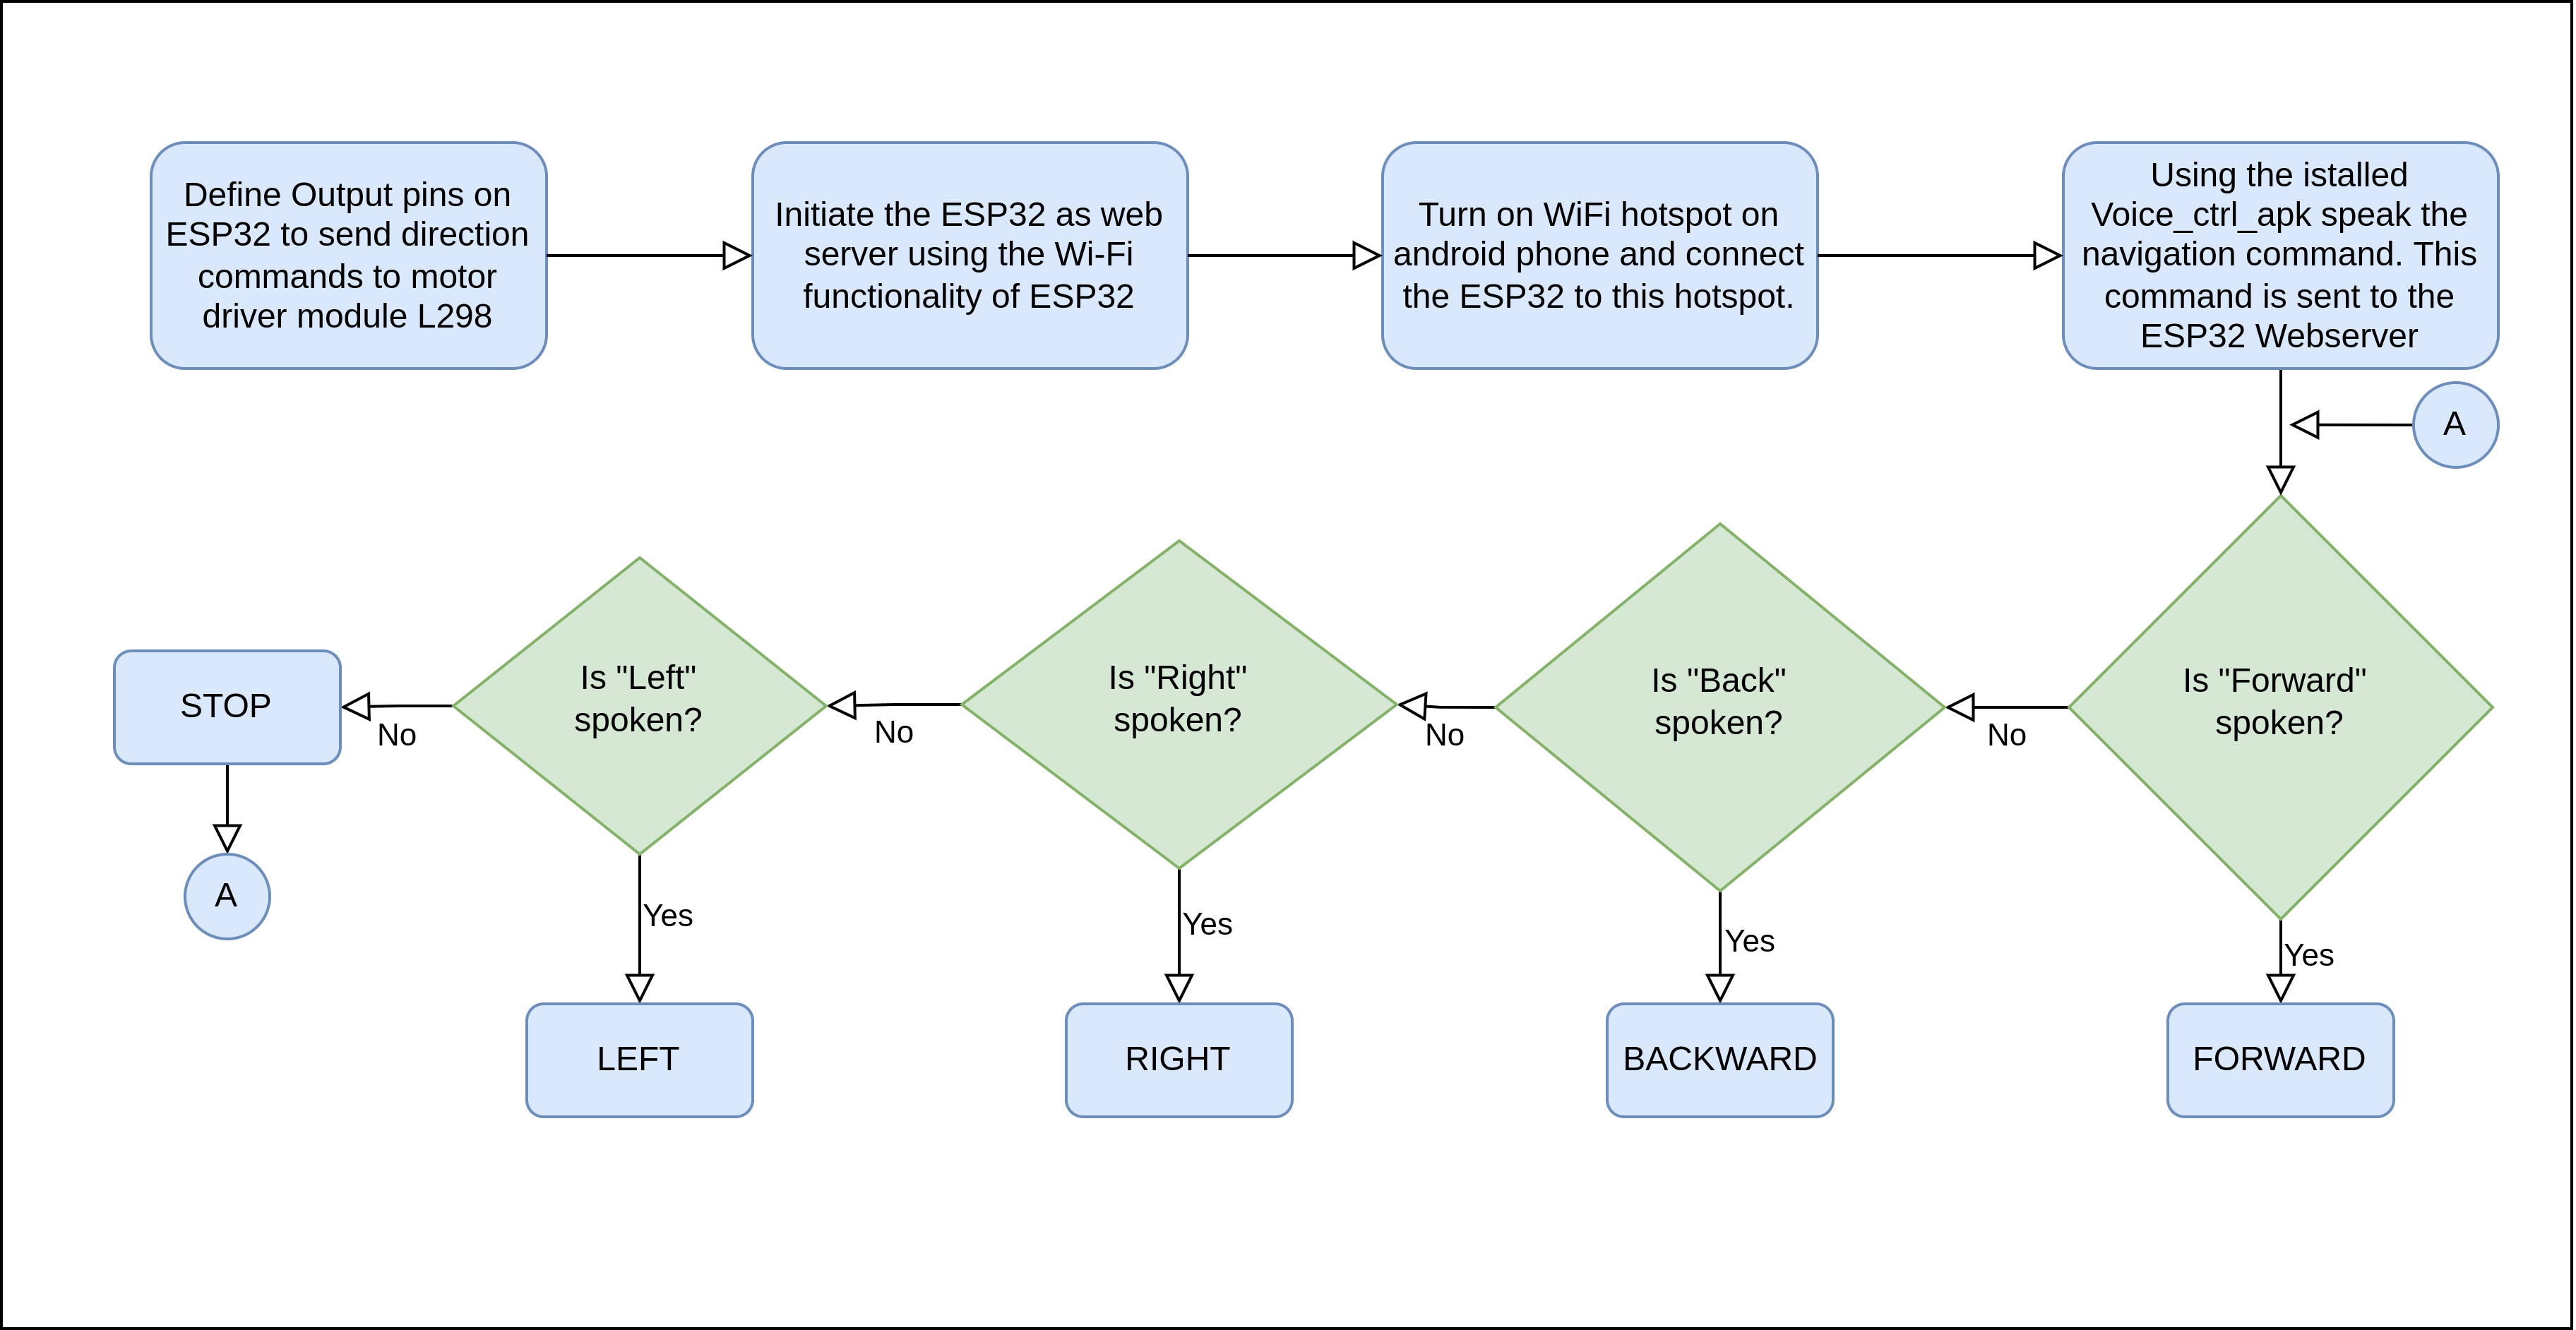 Define Output pins on
ESP32 to send direction
commands to motor
driver module L298
Initiate the ESP32 as web
server using the Wi-Fi
functionality of ESP32
Turn on WiFi hotspot on
android phone and connect
the ESP32 to this hotspot.
Using the istalled
Voice_ctrl_apk speak the
navigation command. This
command is sent to the
ESP32 Webserver
A
Is "Forward"
spoken?
No
Yes
FORWARD
Is "Back"
spoken?
No
Yes
BACKWARD
Is "Right"
spoken?
No
Yes
RIGHT
Is "Left"
spoken?
No
Yes
LEFT
STOP
A